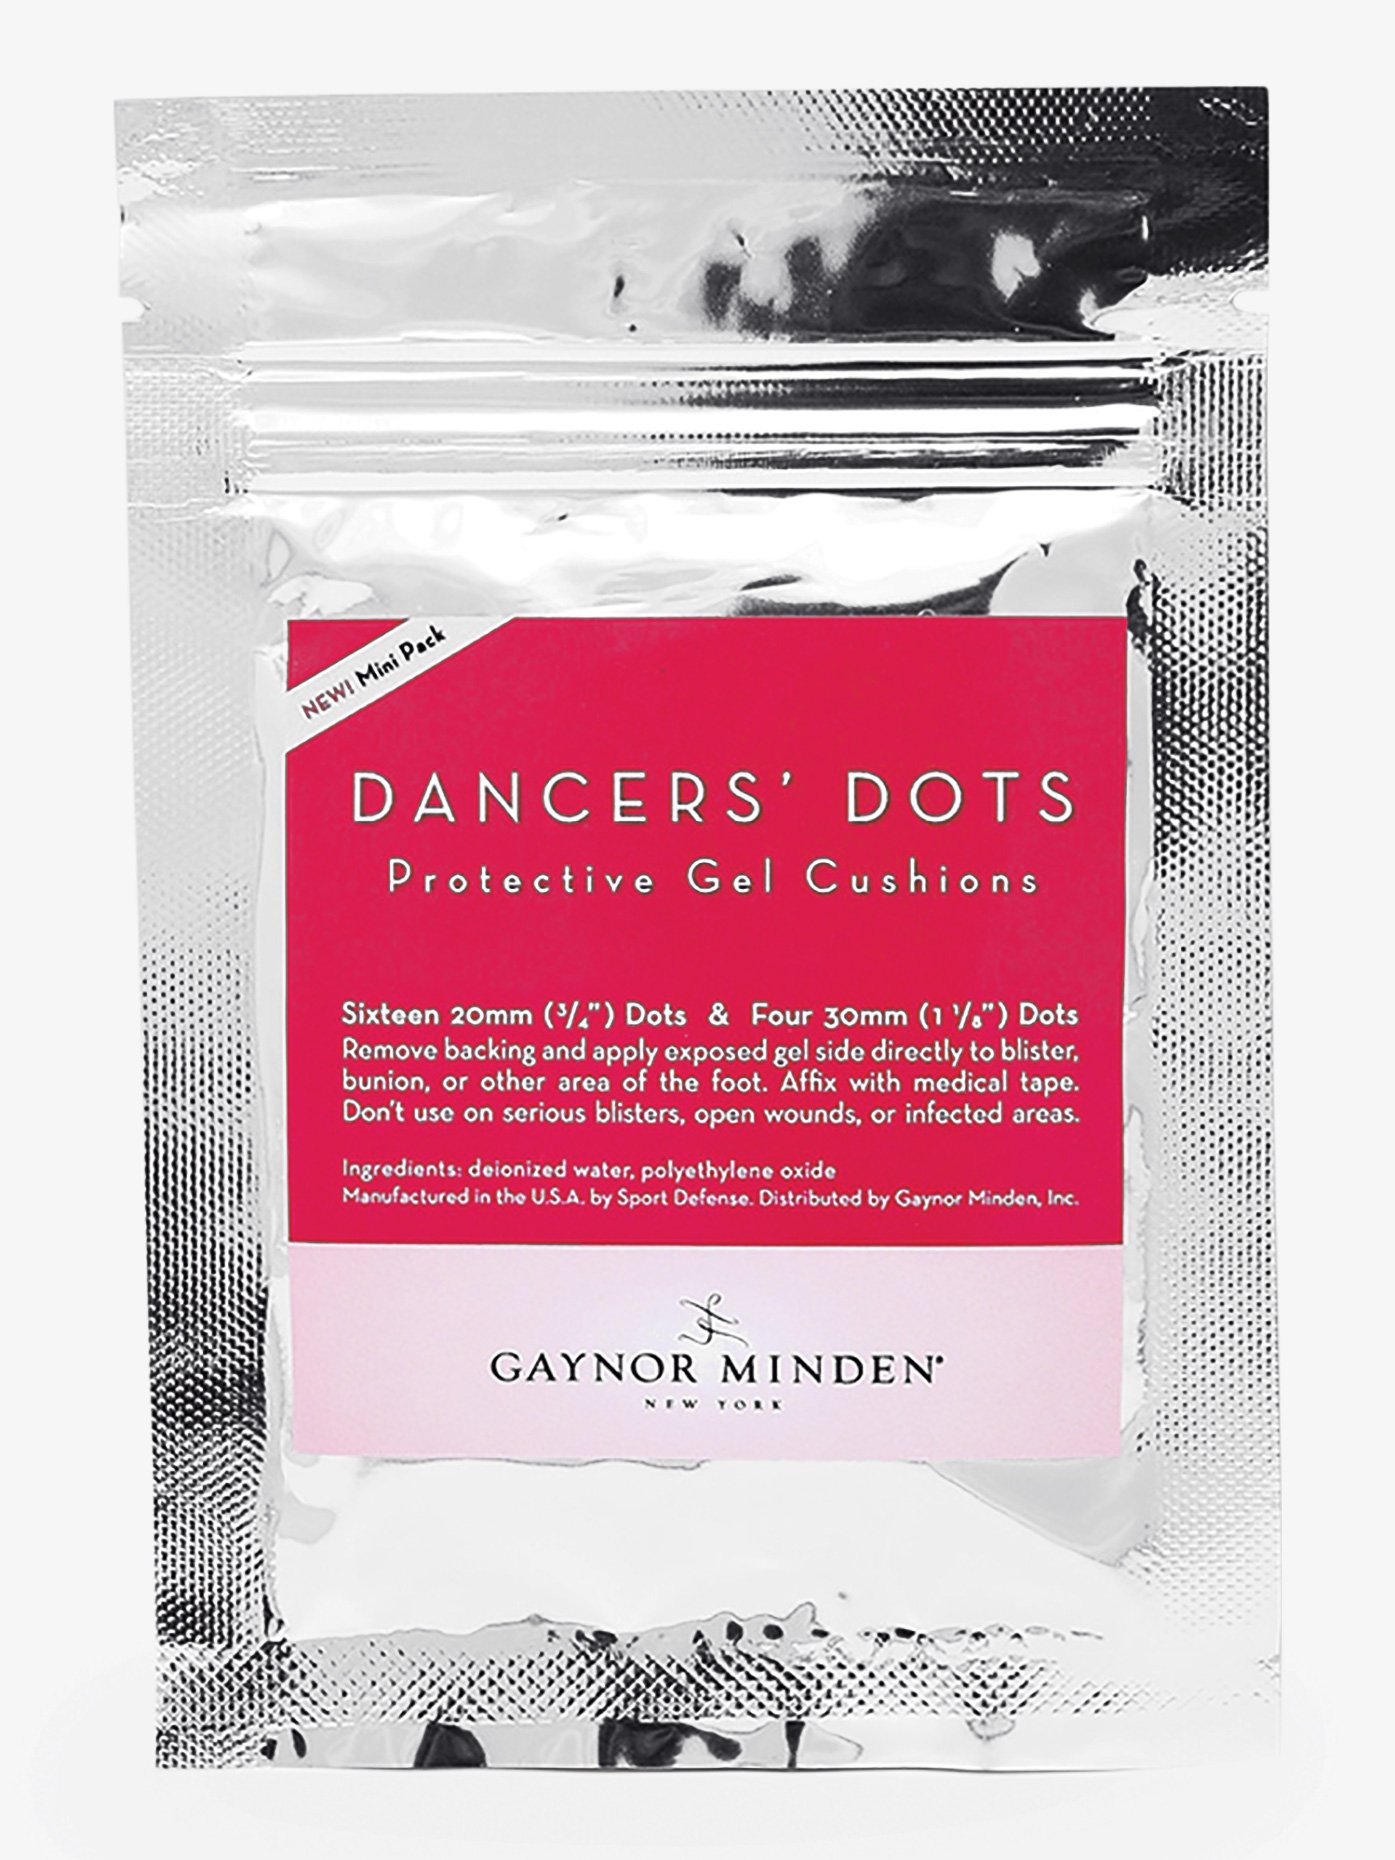 NEW! Mini Pack
DANCERS' DOTS
Protective Gel Cushions
Sixteen 20mm (3/4") Dots & Four 30mm (1 1/8") Dots
Remove backing and apply exposed gel side directly to blister,
bunion, or other area of the foot. Affix with medical tape.
Don't use on serious blisters, open wounds, or infected areas.
Ingredients: deionized water, polyethylene oxide
Manufactured in the U.S.A. by Sport Defense. Distributed by Gaynor Minden, Inc.
GAYNOR MINDEN®
NEW YORK